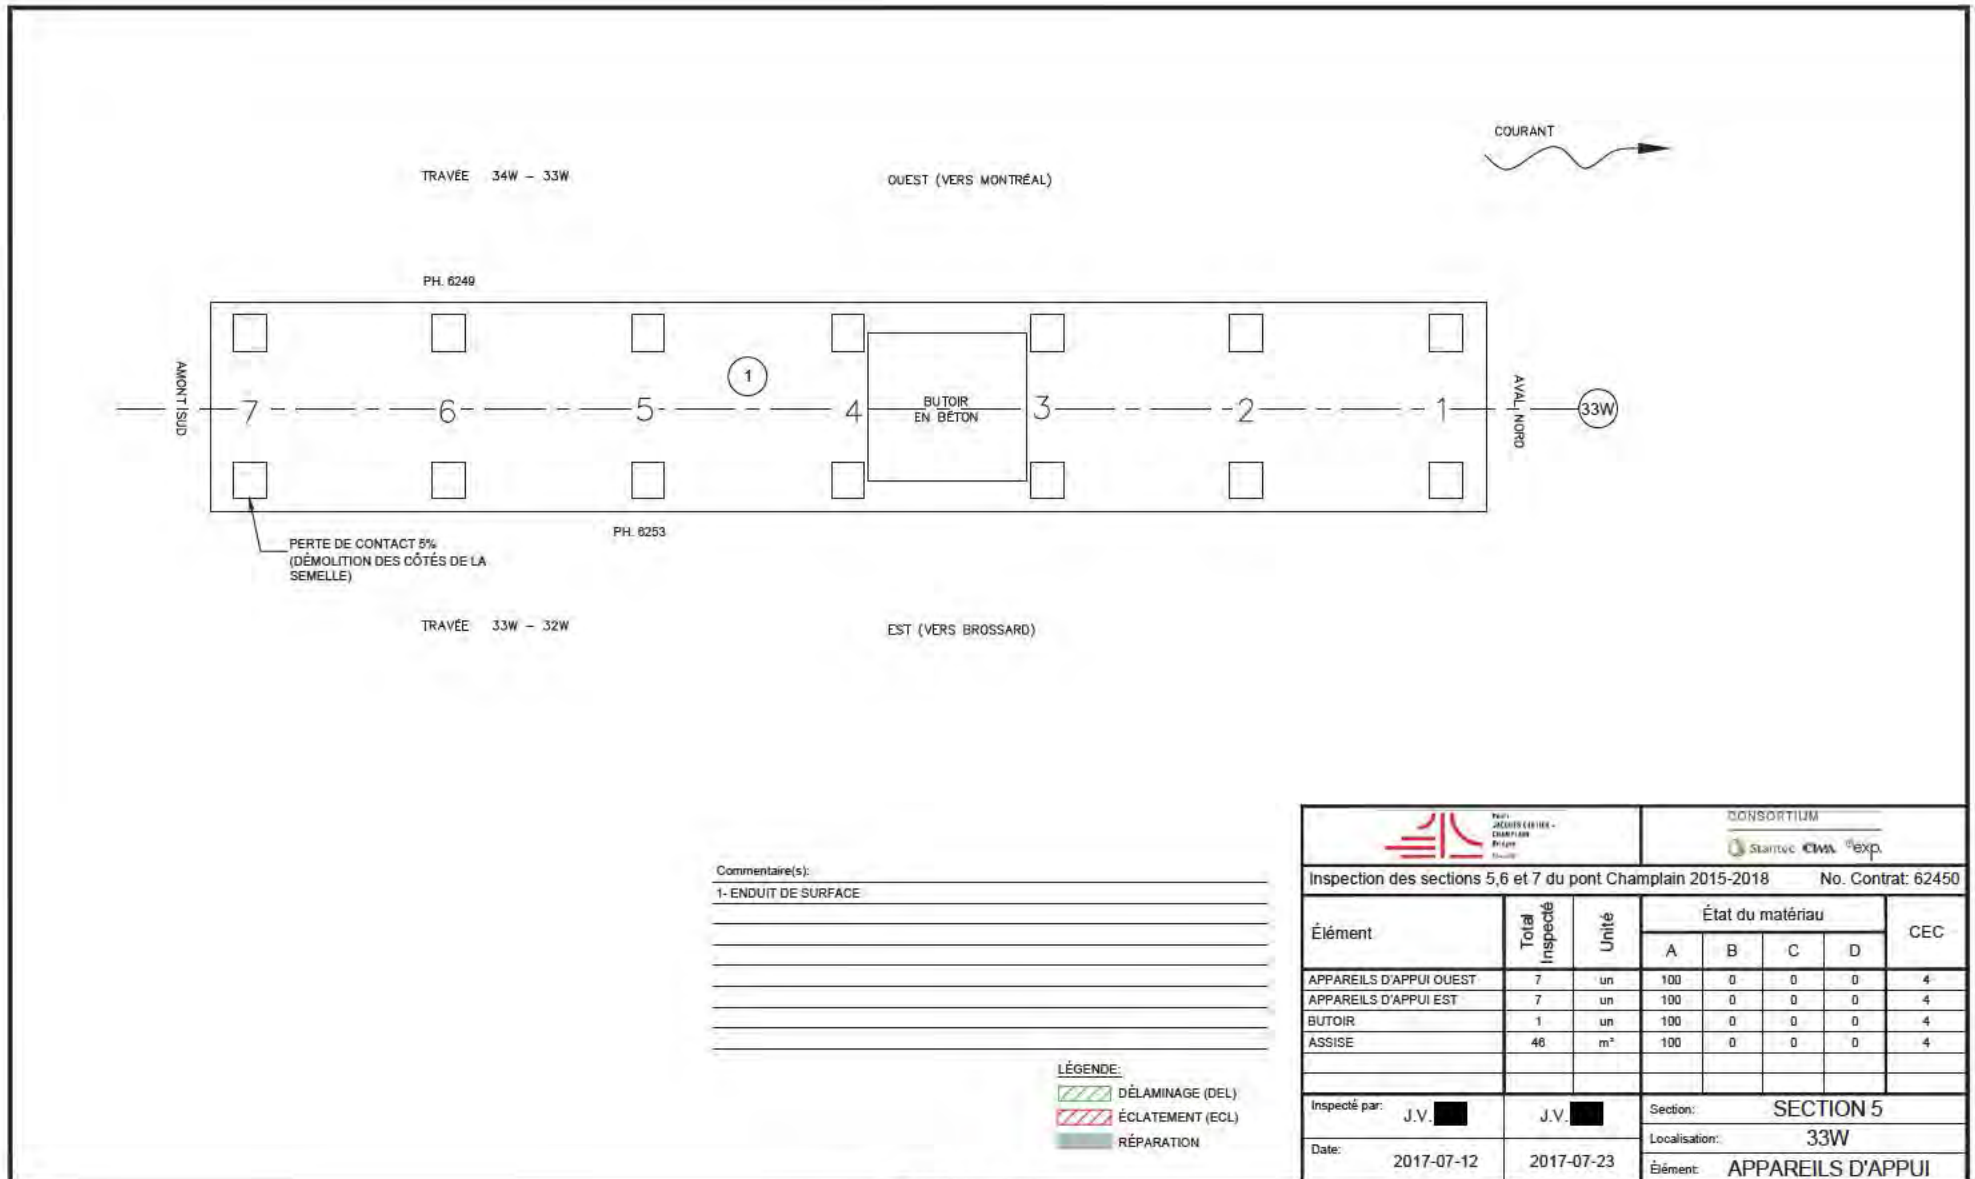 COURANT
TRAVÉE 34W – 33W
OUEST (VERS MONTRÉAL)
PH. 6249
AMONT SUD
7
6
5
1
4
BUTOIR
EN BÉTON
3
2
1
AVAL NORD
33W
PERTE DE CONTACT 5%
(DÉMOLITION DES CÔTÉS DE LA
SEMELLE)
PH. 6253
TRAVÉE 33W – 32W
EST (VERS BROSSARD)
Commentaire(s):
1- ENDUIT DE SURFACE
LÉGENDE:
DÉLAMINAGE (DEL)
ÉCLATEMENT (ECL)
RÉPARATION
JACQUES CARTIER +
CHAMPLAIN
CONSORTIUM
Stantec CIMA exp.
Inspection des sections 5,6 et 7 du pont Champlain 2015-2018 No. Contrat: 62450
Élément Total Inspecté Unité État du matériau CEC
A B C D
APPAREILS D'APPUI OUEST 7 un 100 0 0 0 4
APPAREILS D'APPUI EST 7 un 100 0 0 0 4
BUTOIR 1 un 100 0 0 0 4
ASSISE 46 m² 100 0 0 0 4
Inspecté par: J.V. J.V.
Section: SECTION 5
Localisation: 33W
Date: 2017-07-12 2017-07-23
Élément: APPAREILS D'APPUI